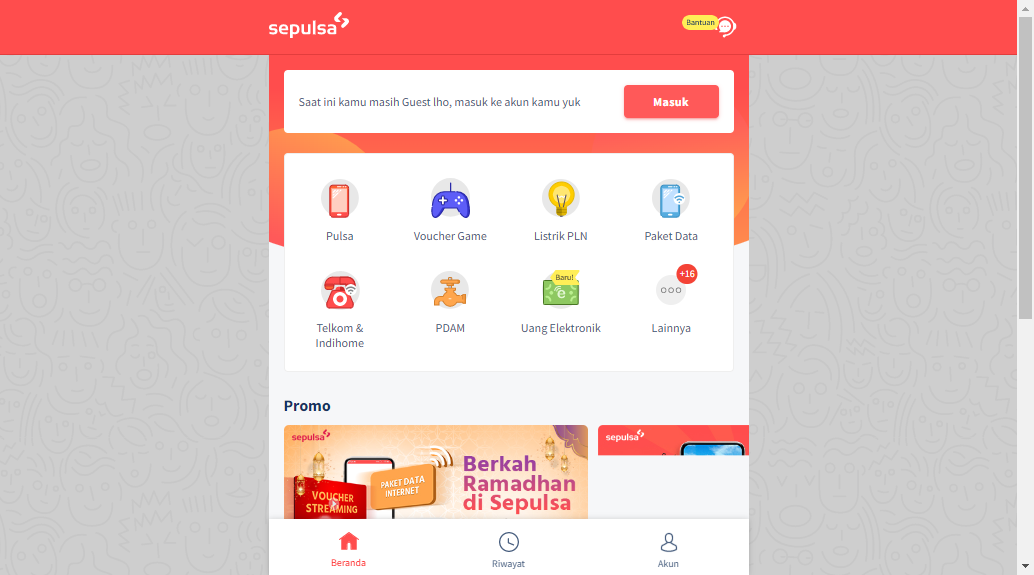 sepulsa
Bantuan
Saat ini kamu masih Guest lho, masuk ke akun kamu yuk
Masuk
Pulsa
Voucher Game
Listrik PLN
Paket Data
Baru!
e
+16
Telkom &
Indihome
PDAM
Uang Elektronik
Lainnya
Promo
sepulsa
PAKET DATA
INTERNET
VOUCHER
STREAMING
Berkah
Ramadhan
di Sepulsa
sepulsa
Beranda
Riwayat
Akun